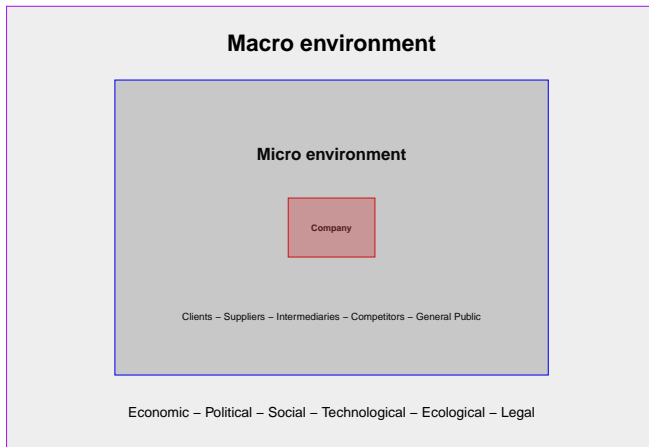 Macro environment
Micro environment
Company
Clients – Suppliers – Intermediaries – Competitors – General Public
Economic – Political – Social – Technological – Ecological – Legal